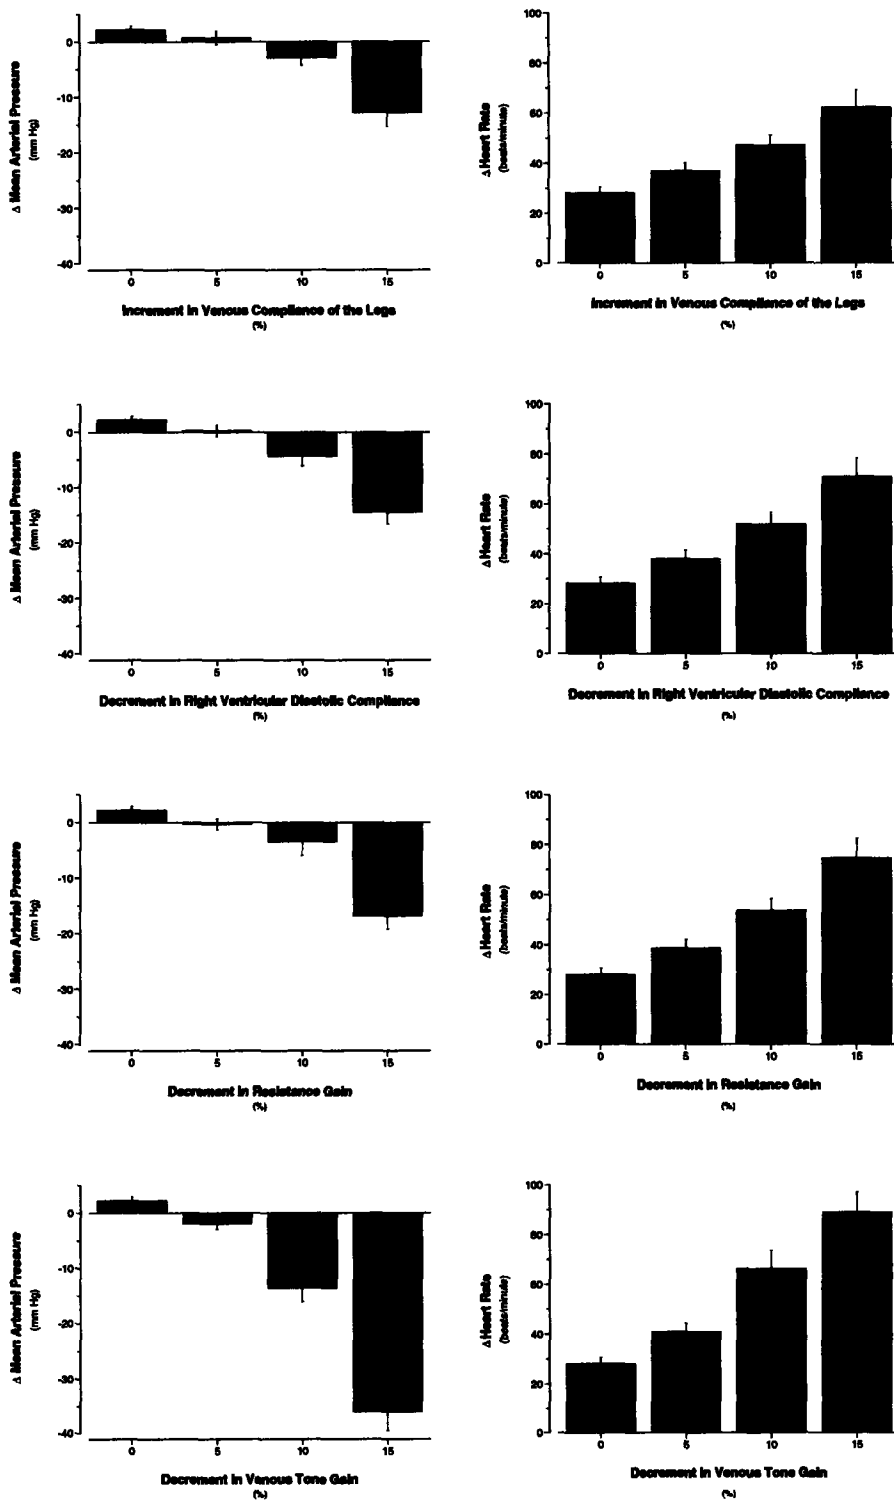 Δ Mean Arterial Pressure
(mm Hg)
0
-10
-20
-30
-40
0 5 10 15
Increment in Venous Compliance of the Legs
(%)
Δ Heart Rate
(beats/minute)
100
80
60
40
20
0
0 5 10 15
Increment in Venous Compliance of the Legs
(%)
Δ Mean Arterial Pressure
(mm Hg)
0
-10
-20
-30
-40
0 5 10 15
Decrement in Right Ventricular Diastolic Compliance
(%)
Δ Heart Rate
(beats/minute)
100
80
60
40
20
0
0 5 10 15
Decrement in Right Ventricular Diastolic Compliance
(%)
Δ Mean Arterial Pressure
(mm Hg)
0
-10
-20
-30
-40
0 5 10 15
Decrement in Resistance Gain
(%)
Δ Heart Rate
(beats/minute)
100
80
60
40
20
0
0 5 10 15
Decrement in Resistance Gain
(%)
Δ Mean Arterial Pressure
(mm Hg)
0
-10
-20
-30
-40
0 5 10 15
Decrement in Venous Tone Gain
(%)
Δ Heart Rate
(beats/minute)
100
80
60
40
20
0
0 5 10 15
Decrement in Venous Tone Gain
(%)